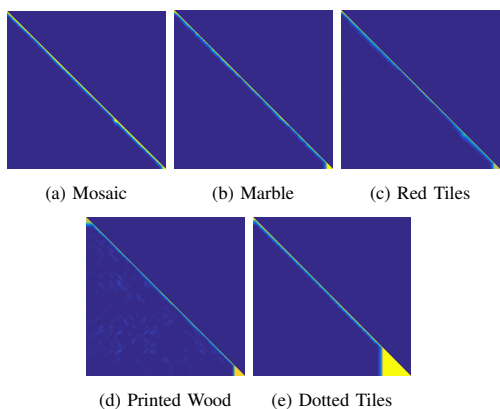 (a) Mosaic
(b) Marble
(c) Red Tiles
(d) Printed Wood
(e) Dotted Tiles